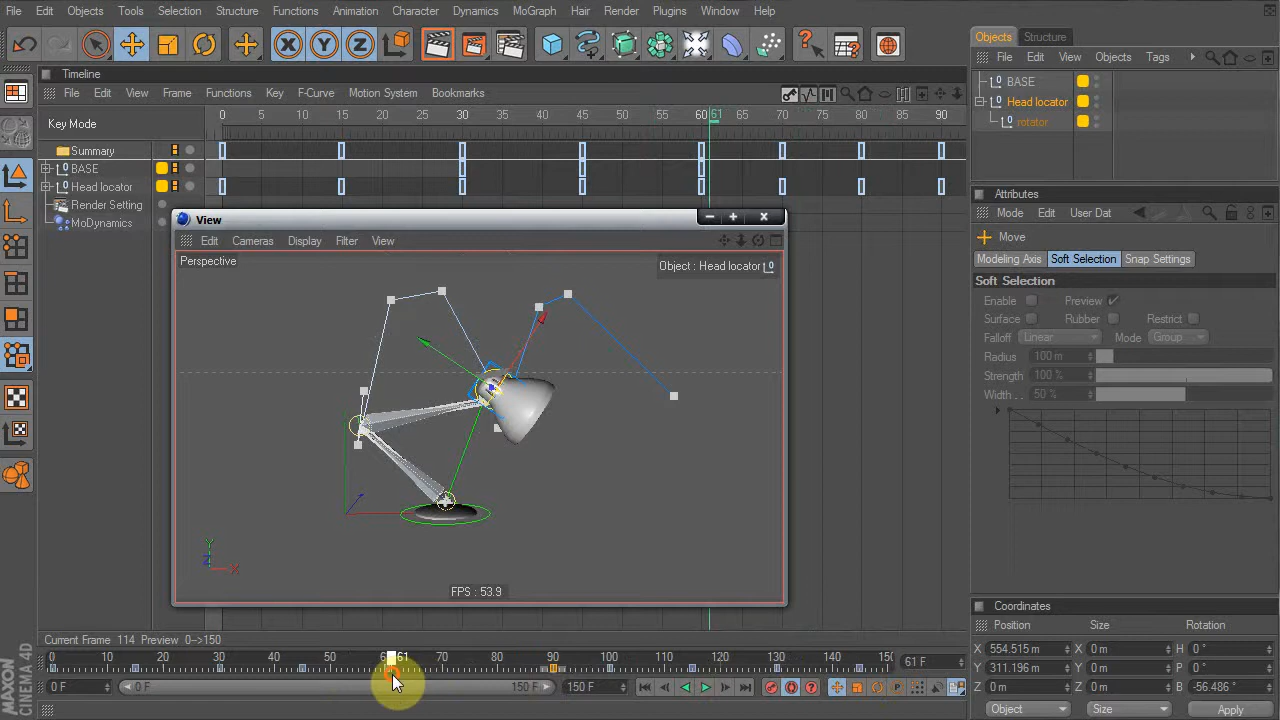 File Edit Objects Tools Selection Structure Functions Animation Character Dynamics MoGraph Hair Render Plugins Window Help
X Y Z
Objects Structure
File Edit View Objects Tags
BASE
Head locator
rotator
Timeline
File Edit View Frame Functions Key F-Curve Motion System Bookmarks
Key Mode
0 5 10 15 20 25 30 35 40 45 50 55 60 61 65 70 75 80 85 90
Summary
BASE
Head locator
Render Setting
MoDynamics
View
Edit Cameras Display Filter View
Perspective
Object : Head locator
Y
Z X
FPS : 53.9
Attributes
Mode Edit User Dat
Move
Modeling Axis Soft Selection Snap Settings
Soft Selection
Enable Preview
Surface Rubber Restrict
Falloff Linear Mode Group
Radius 100 m
Strength 100 %
Width . . 50 %
Coordinates
Position Size Rotation
X 554.515 m X 0 m H 0 °
Y 311.196 m Y 0 m P 0 °
Z 0 m Z 0 m B -56.486 °
Object Size Apply
Current Frame 114 Preview 0->150
0 10 20 30 40 50 61 70 80 90 100 110 120 130 140 150
61 F
0 F 0 F 150 F 150 F
MAXON
CINEMA 4D